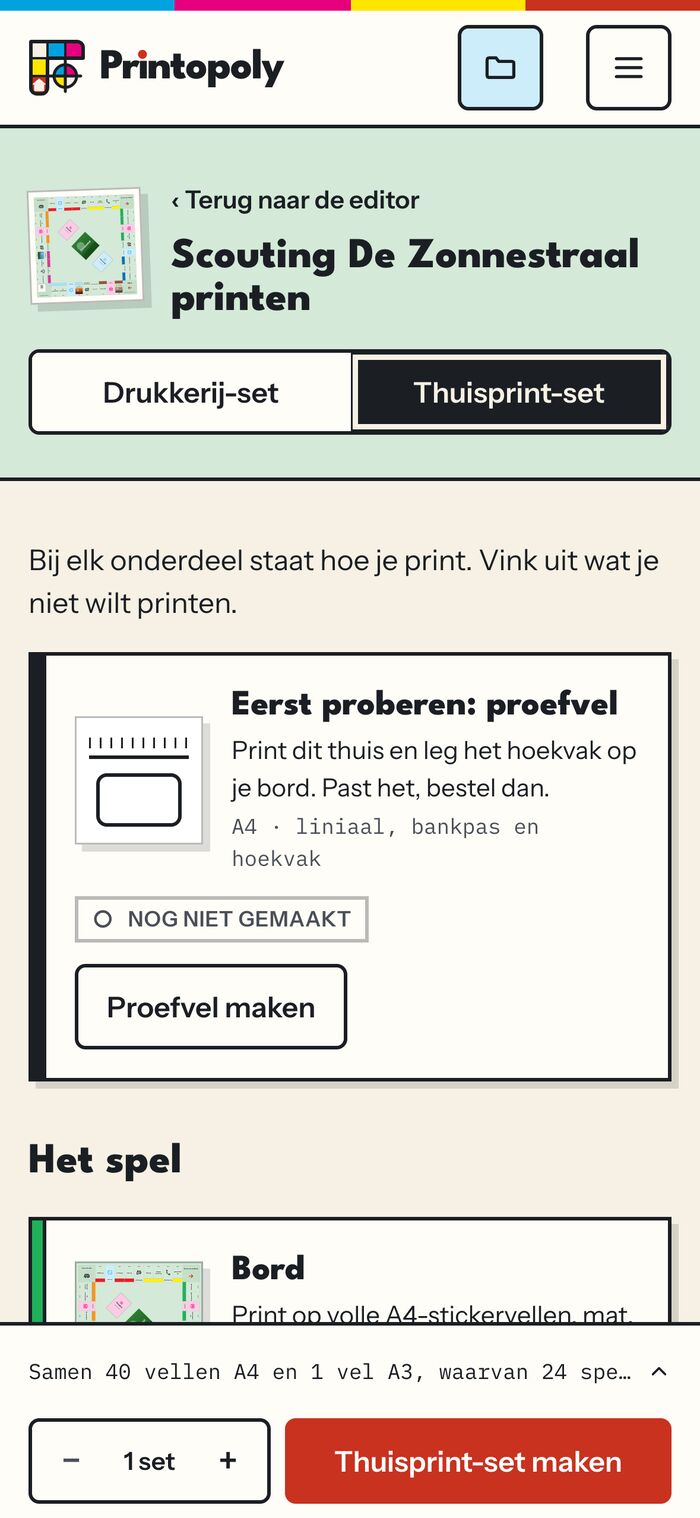 Printopoly
‹ Terug naar de editor
Scouting De Zonnestraal
printen
Drukkerij-set
Thuisprint-set
Bij elk onderdeel staat hoe je print. Vink uit wat je
niet wilt printen.
Eerst proberen: proefvel
Print dit thuis en leg het hoekvak op
je bord. Past het, bestel dan.
A4 · liniaal, bankpas en
hoekvak
NOG NIET GEMAAKT
Proefvel maken
Het spel
Bord
Print op volle A4-stickervellen, mat.
Samen 40 vellen A4 en 1 vel A3, waarvan 24 spe…
− 1 set +
Thuisprint-set maken